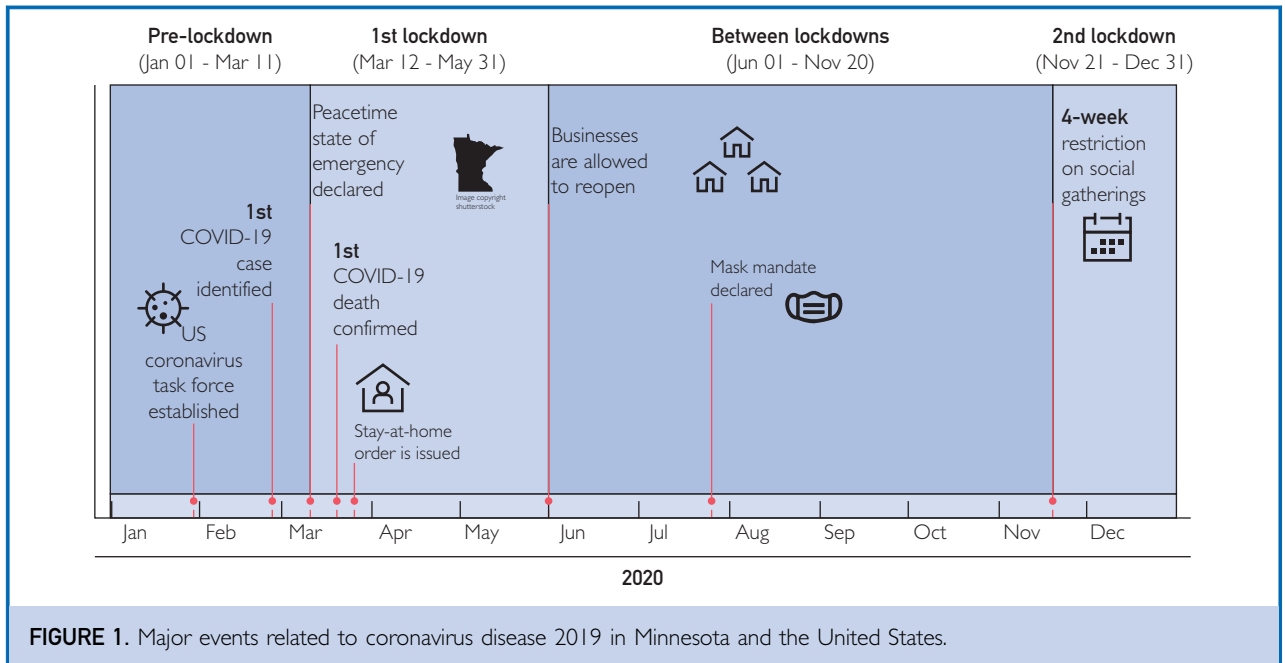 Pre-lockdown
(Jan 01 - Mar 11)
1st lockdown
(Mar 12 - May 31)
Between lockdowns
(Jun 01 - Nov 20)
2nd lockdown
(Nov 21 - Dec 31)
US
coronavirus
task force
established
1st
COVID-19
case
identified
Peacetime
state of
emergency
declared
Image copyright
shutterstock
1st
COVID-19
death
confirmed
Stay-at-home
order is issued
Businesses
are allowed
to reopen
Mask mandate
declared
4-week
restriction
on social
gatherings
Jan Feb Mar Apr May Jun Jul Aug Sep Oct Nov Dec
2020
FIGURE 1. Major events related to coronavirus disease 2019 in Minnesota and the United States.